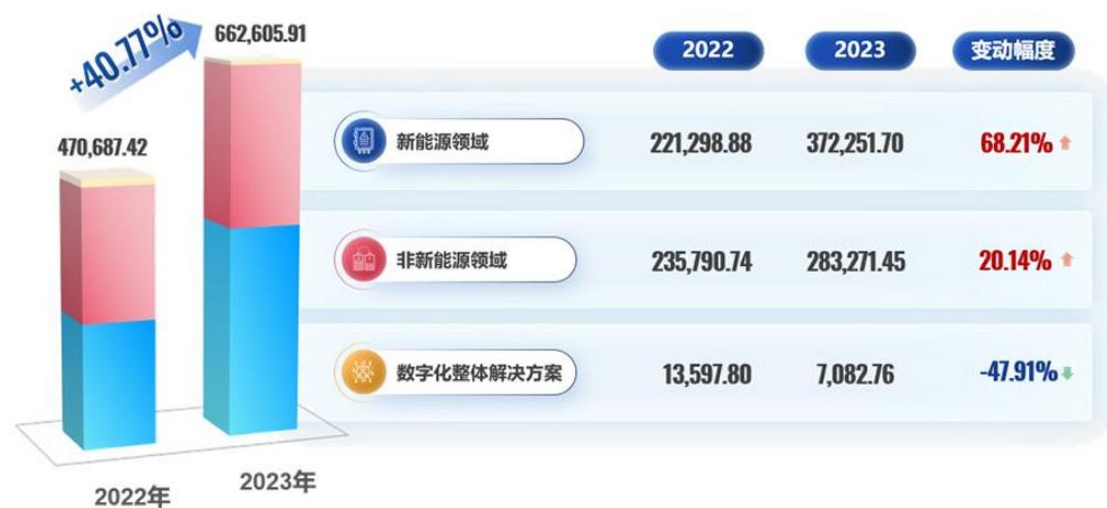 +40.77%
662,605.91
470,687.42
2022年
2023年
2022 2023 变动幅度
新能源领域 221,298.88 372,251.70 68.21%
非新能源领域 235,790.74 283,271.45 20.14%
数字化整体解决方案 13,597.80 7,082.76 -47.91%